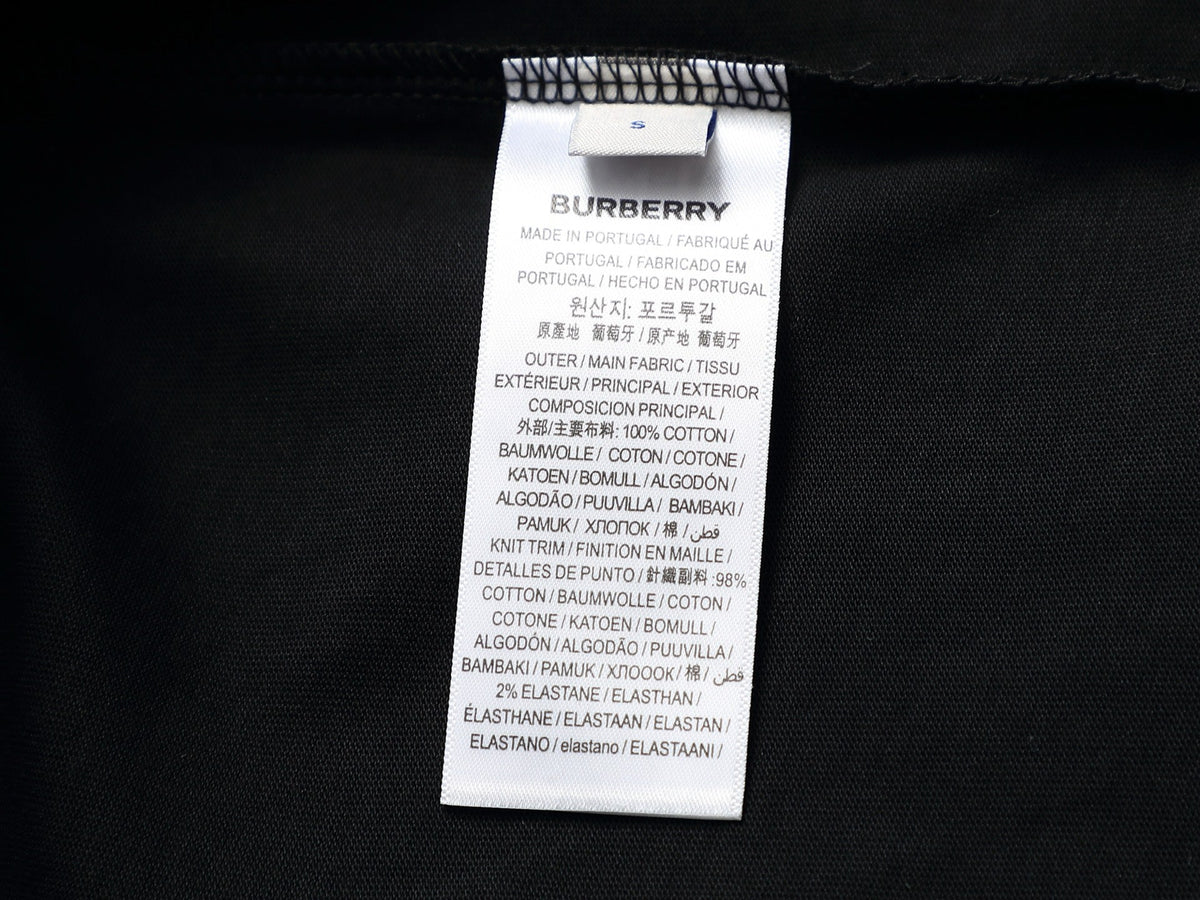 S
BURBERRY
MADE IN PORTUGAL / FABRIQUÉ AU
PORTUGAL / FABRICADO EM
PORTUGAL / HECHO EN PORTUGAL
원산지: 포르투갈
原產地 葡萄牙 / 原产地 葡萄牙
OUTER / MAIN FABRIC / TISSU
EXTÉRIEUR / PRINCIPAL / EXTERIOR
COMPOSICION PRINCIPAL /
外部/主要布料: 100% COTTON /
BAUMWOLLE / COTON / COTONE /
KATOEN / BOMULL / ALGODÓN /
ALGODÃO / PUUVILLA / BAMBAKI /
PAMUK / ХЛОПОК / 棉 / قطن
KNIT TRIM / FINITION EN MAILLE /
DETALLES DE PUNTO / 針織副料 :98%
COTTON / BAUMWOLLE / COTON /
COTONE / KATOEN / BOMULL /
ALGODÓN / ALGODÃO / PUUVILLA /
BAMBAKI / PAMUK / ХЛОООК / 棉 / قطن
2% ELASTANE / ELASTHAN /
ÉLASTHANE / ELASTAAN / ELASTAN /
ELASTANO / elastano / ELASTAANI /